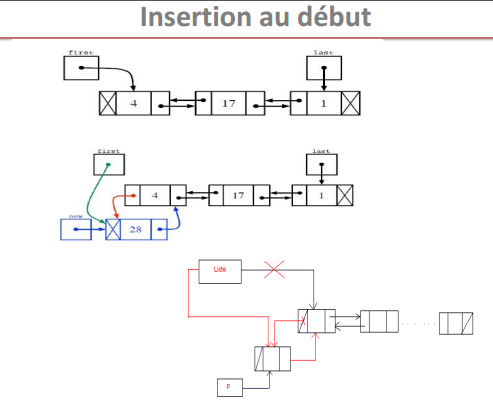 Insertion au début
first
last
4
17
1
first
last
4
17
1
new
28
Liste
P